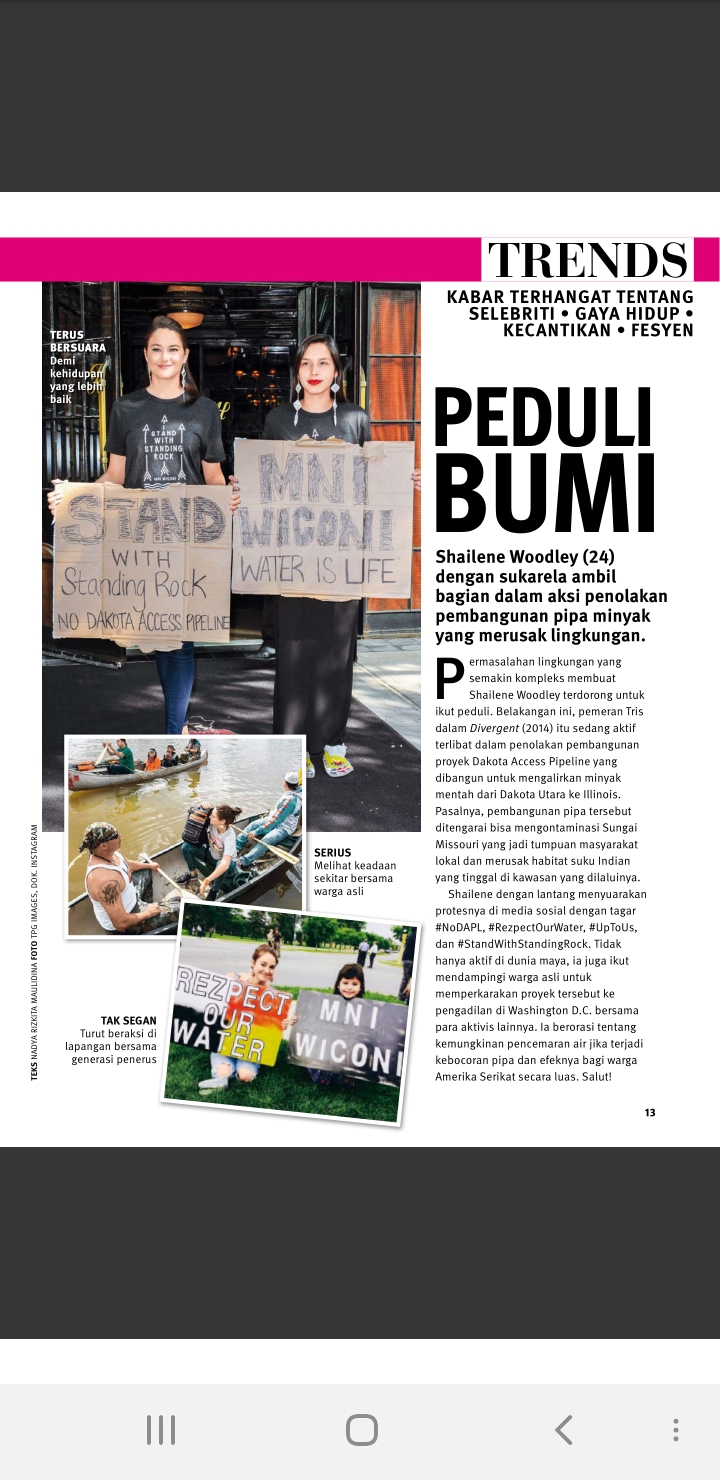 TRENDS
KABAR TERHANGAT TENTANG
SELEBRITI • GAYA HIDUP •
KECANTIKAN • FESYEN
TERUS
BERSUARA
Demi
kehidupan
yang lebih
baik
STAND
WITH
STANDING
ROCK
MNI WICONI
STAND
WITH
Standing Rock
NO DAKOTA ACCESS PIPELINE
MNI
WICONI
WATER IS LIFE
PEDULI
BUMI
Shailene Woodley (24)
dengan sukarela ambil
bagian dalam aksi penolakan
pembangunan pipa minyak
yang merusak lingkungan.
Permasalahan lingkungan yang
semakin kompleks membuat
Shailene Woodley terdorong untuk
ikut peduli. Belakangan ini, pemeran Tris
dalam Divergent (2014) itu sedang aktif
terlibat dalam penolakan pembangunan
proyek Dakota Access Pipeline yang
dibangun untuk mengalirkan minyak
mentah dari Dakota Utara ke Illinois.
Pasalnya, pembangunan pipa tersebut
ditengarai bisa mengontaminasi Sungai
Missouri yang jadi tumpuan masyarakat
lokal dan merusak habitat suku Indian
yang tinggal di kawasan yang dilaluinya.
Shailene dengan lantang menyuarakan
protesnya di media sosial dengan tagar
#NoDAPL, #RezpectOurWater, #UpToUs,
dan #StandWithStandingRock. Tidak
hanya aktif di dunia maya, ia juga ikut
mendampingi warga asli untuk
memperkarakan proyek tersebut ke
pengadilan di Washington D.C. bersama
para aktivis lainnya. Ia berorasi tentang
kemungkinan pencemaran air jika terjadi
kebocoran pipa dan efeknya bagi warga
Amerika Serikat secara luas. Salut!
SERIUS
Melihat keadaan
sekitar bersama
warga asli
REZPECT
OUR
WATER
MNI
WICONI
TAK SEGAN
Turut beraksi di
lapangan bersama
generasi penerus
TEKS NADYA RIZKITA MAULIDINA FOTO TPG IMAGES, DOK. INSTAGRAM
13